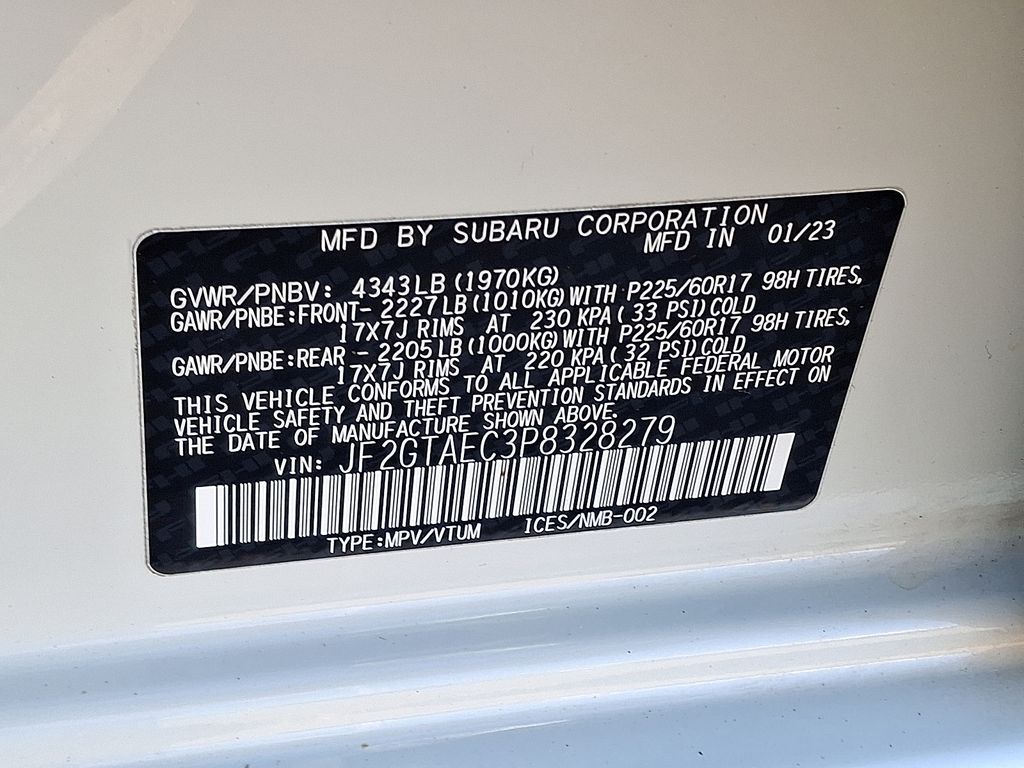 MFD BY SUBARU CORPORATION
MFD IN 01/23
GVWR/PNBV: 4343LB(1970KG)
GAWR/PNBE:FRONT- 2227LB(1010KG)WITH P225/60R17 98H TIRES,
17X7J RIMS AT 230 KPA(33 PSI)COLD
GAWR/PNBE:REAR - 2205LB(1000KG)WITH P225/60R17 98H TIRES,
17X7J RIMS AT 220 KPA(32 PSI)COLD
THIS VEHICLE CONFORMS TO ALL APPLICABLE FEDERAL MOTOR
VEHICLE SAFETY AND THEFT PREVENTION STANDARDS IN EFFECT ON
THE DATE OF MANUFACTURE SHOWN ABOVE.
VIN: JF2GTAEC3P8328279
TYPE:MPV/VTUM ICES/NMB-002